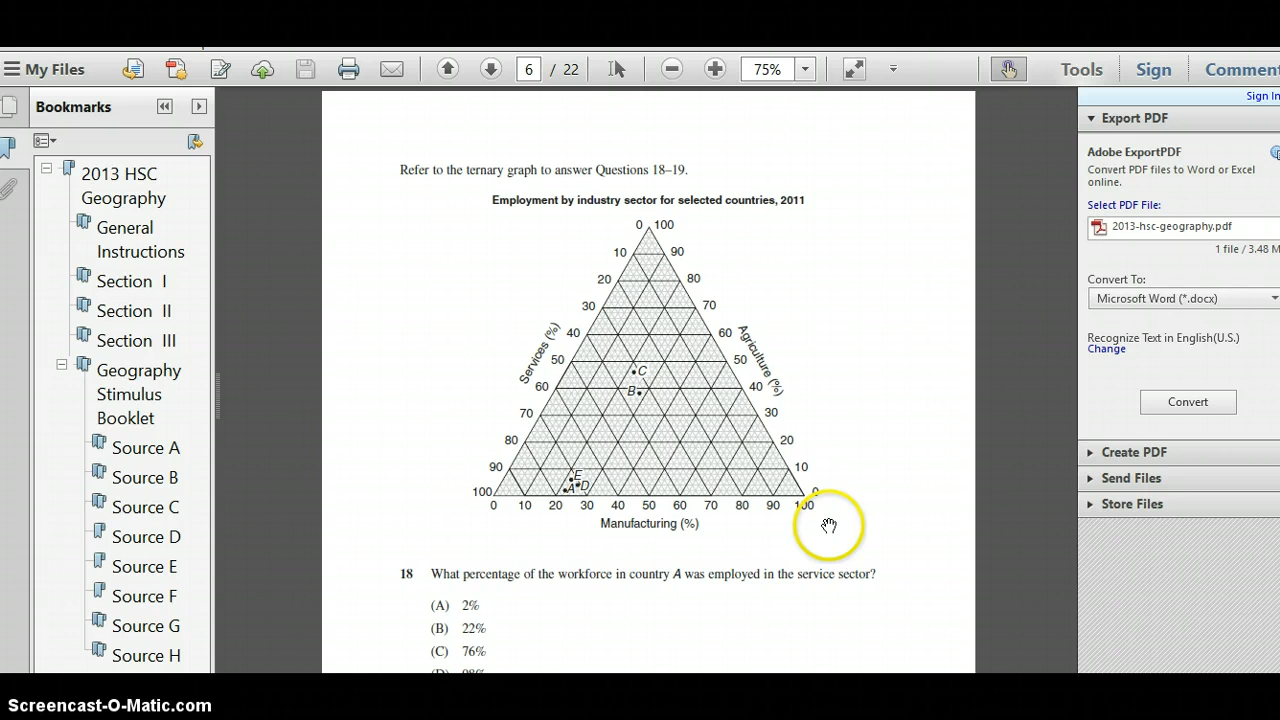 My Files
6 / 22
75%
Tools
Sign
Comment
Bookmarks
2013 HSC
Geography
General
Instructions
Section I
Section II
Section III
Geography
Stimulus
Booklet
Source A
Source B
Source C
Source D
Source E
Source F
Source G
Source H
Refer to the ternary graph to answer Questions 18–19.
Employment by industry sector for selected countries, 2011
0 100
10 90
20 80
30 70
40 60
50 50
60 40
70 30
80 20
90 10
100 0
Services (%)
Agriculture (%)
C
B
E
A D
0 10 20 30 40 50 60 70 80 90 100
Manufacturing (%)
18 What percentage of the workforce in country A was employed in the service sector?
(A) 2%
(B) 22%
(C) 76%
(D) 98%
Sign In
Export PDF
Adobe ExportPDF
Convert PDF files to Word or Excel
online.
Select PDF File:
2013-hsc-geography.pdf
1 file / 3.48 M
Convert To:
Microsoft Word (*.docx)
Recognize Text in English(U.S.)
Change
Convert
Create PDF
Send Files
Store Files
Screencast-O-Matic.com